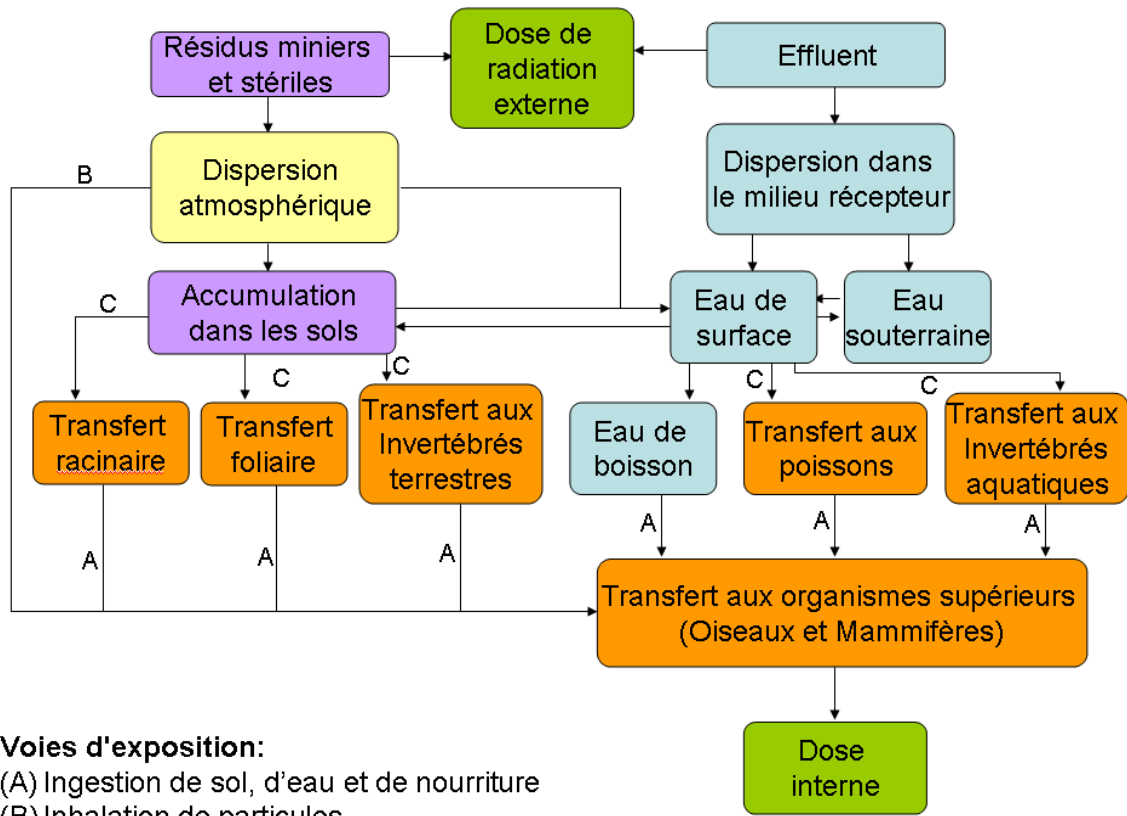 Résidus miniers
et stériles
Dose de
radiation
externe
Effluent
B
Dispersion
atmosphérique
Dispersion dans
le milieu récepteur
C
Accumulation
dans les sols
Eau de
surface
Eau
souterraine
C
C
C
C
Transfert
racinaire
Transfert
foliaire
Transfert aux
Invertébrés
terrestres
Eau de
boisson
Transfert aux
poissons
Transfert aux
Invertébrés
aquatiques
A
A
A
A
A
A
Transfert aux organismes supérieurs
(Oiseaux et Mammifères)
Dose
interne
Voies d'exposition:
(A) Ingestion de sol, d’eau et de nourriture
(B) Inhalation de particules